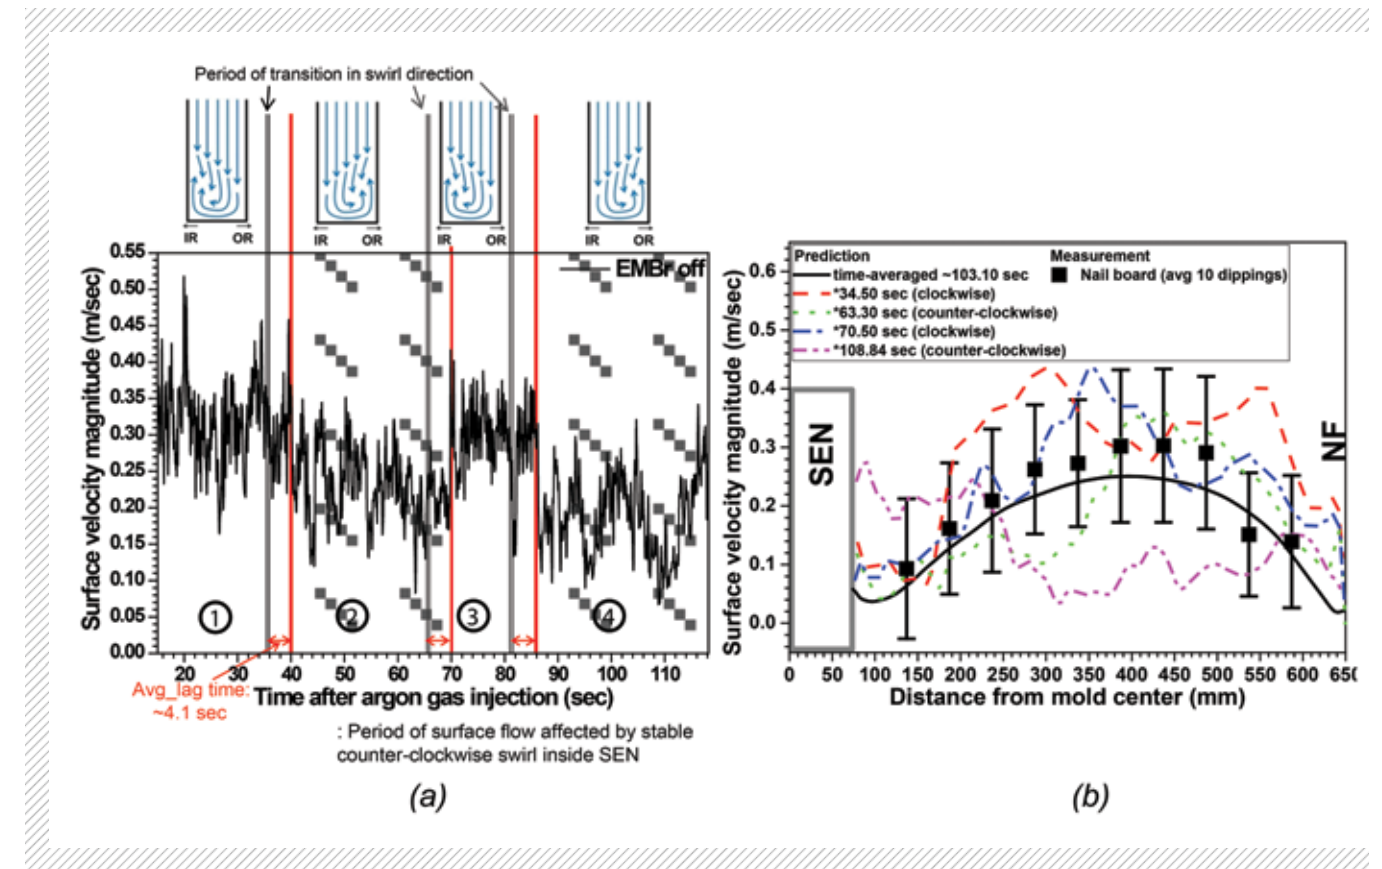 Period of transition in swirl direction
IR OR IR OR IR OR IR OR
EMBr off
Surface velocity magnitude (m/sec)
0.55
0.50
0.45
0.40
0.35
0.30
0.25
0.20
0.15
0.10
0.05
0.00
1 2 3 4
20 30 40 50 60 70 80 90 100 110
Time after argon gas injection (sec)
Avg_lag time:
~4.1 sec
: Period of surface flow affected by stable
counter-clockwise swirl inside SEN
(a)
Surface velocity magnitude (m/sec)
0.6
0.5
0.4
0.3
0.2
0.1
0.0
Prediction Measurement
time-averaged ~103.10 sec Nail board (avg 10 dippings)
*34.50 sec (clockwise)
*63.30 sec (counter-clockwise)
*70.50 sec (clockwise)
*108.84 sec (counter-clockwise)
SEN
NF
0 50 100 150 200 250 300 350 400 450 500 550 600 650
Distance from mold center (mm)
(b)